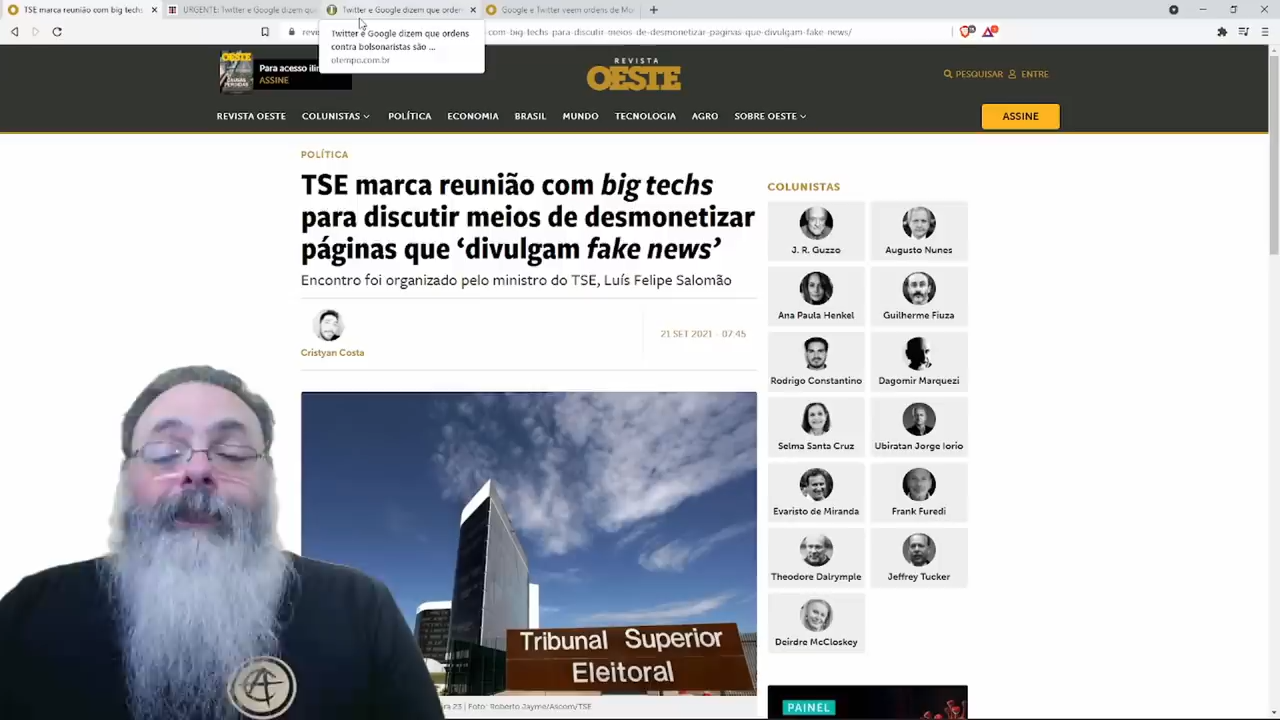 TSE marca reunião com big techs
URGENTE: Twitter e Google dizem que
Twitter e Google dizem que ordens
Google e Twitter veem ordens de Mo
com-big-techs-para-discutir-meios-de-desmonetizar-paginas-que-divulgam-fake-news/
Twitter e Google dizem que ordens
contra bolsonaristas são ...
otempo.com.br
Para acesso ili
ASSINE
REVISTA
OESTE
PESQUISAR
ENTRE
REVISTA OESTE
COLUNISTAS
POLÍTICA
ECONOMIA
BRASIL
MUNDO
TECNOLOGIA
AGRO
SOBRE OESTE
ASSINE
POLÍTICA
TSE marca reunião com big techs
para discutir meios de desmonetizar
páginas que ‘divulgam fake news’
Encontro foi organizado pelo ministro do TSE, Luís Felipe Salomão
Cristyan Costa
21 SET 2021 - 07:45
Tribunal Superior
Eleitoral
23 | Foto: Roberto Jayme/Ascom/TSE
COLUNISTAS
J. R. Guzzo
Augusto Nunes
Ana Paula Henkel
Guilherme Fiuza
Rodrigo Constantino
Dagomir Marquezi
Selma Santa Cruz
Ubiratan Jorge Iorio
Evaristo de Miranda
Frank Furedi
Theodore Dalrymple
Jeffrey Tucker
Deirdre McCloskey
PAINEL